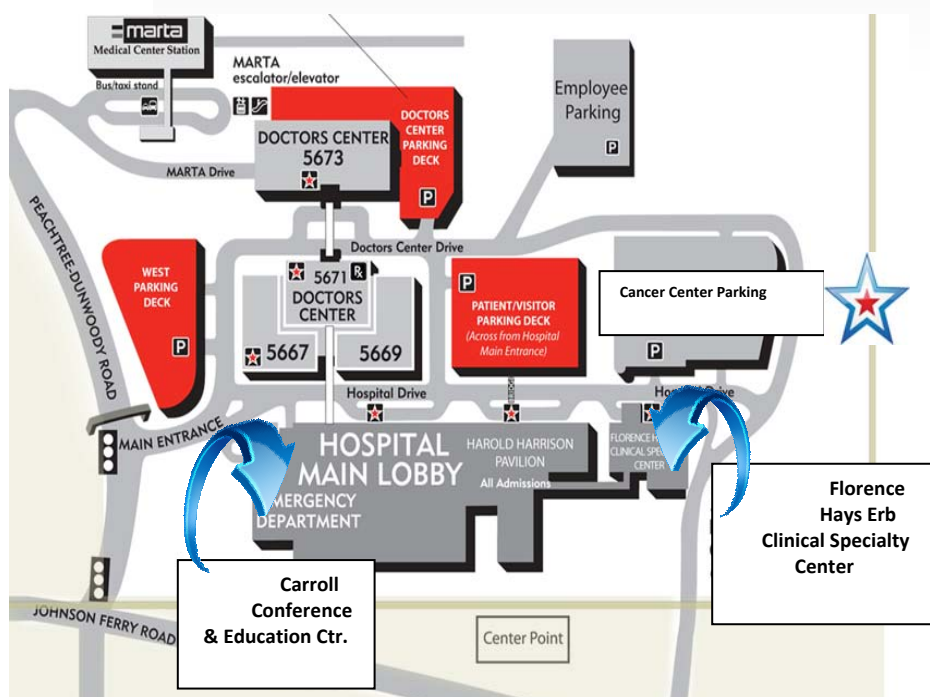 marta
Medical Center Station
Bus/taxi stand
MARTA
escalator/elevator
MARTA Drive
DOCTORS CENTER
5673
DOCTORS
CENTER
PARKING
DECK
P
Employee
Parking
P
PEACHTREE-DUNWOODY ROAD
WEST
PARKING
DECK
P
Doctors Center Drive
5671
DOCTORS
CENTER
5667
5669
P
PATIENT/VISITOR
PARKING DECK
(Across from Hospital
Main Entrance)
Cancer Center Parking
P
Hospital Drive
MAIN ENTRANCE
HOSPITAL
MAIN LOBBY
EMERGENCY
DEPARTMENT
HAROLD HARRISON
PAVILION
All Admissions
FLORENCE
CLINICAL
CENTER
Drive
Florence
Hays Erb
Clinical Specialty
Center
Carroll
Conference
& Education Ctr.
JOHNSON FERRY ROAD
Center Point